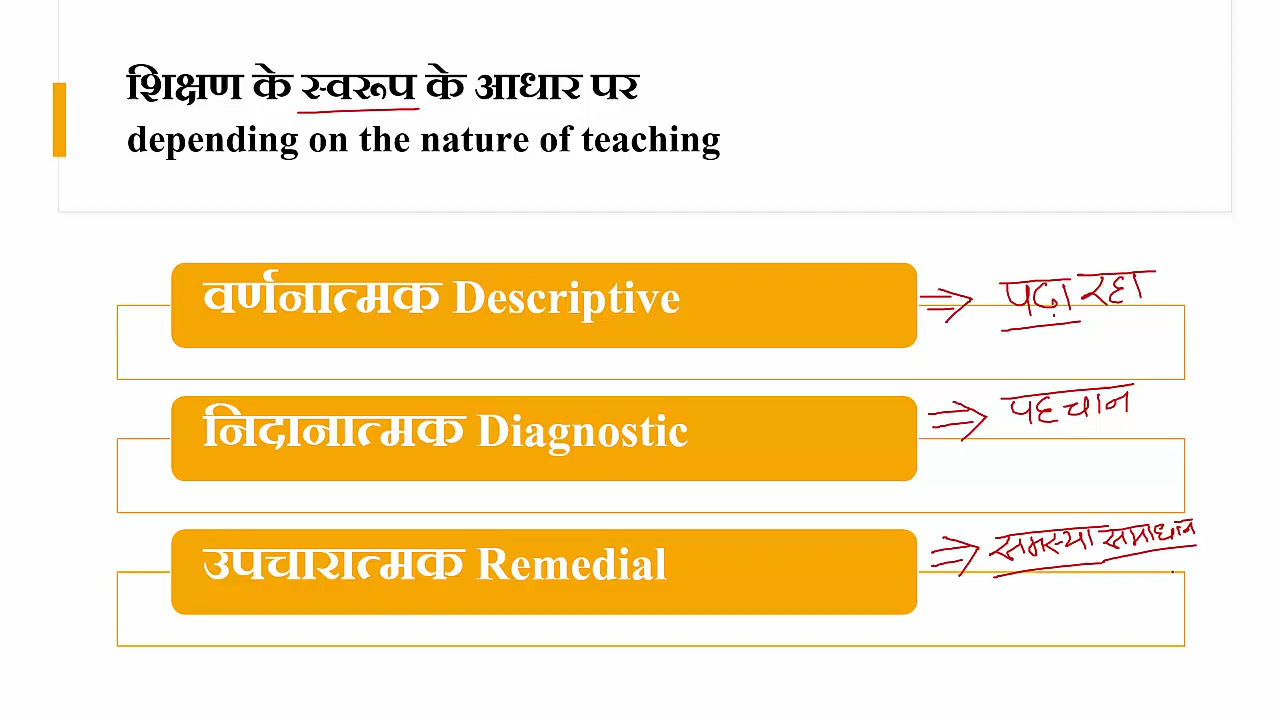 शिक्षण के स्वरूप के आधार पर
depending on the nature of teaching
वर्णनात्मक Descriptive ⇒ पढ़ा रहा
निदानात्मक Diagnostic ⇒ पहचान
उपचारात्मक Remedial ⇒ समस्या समाधान